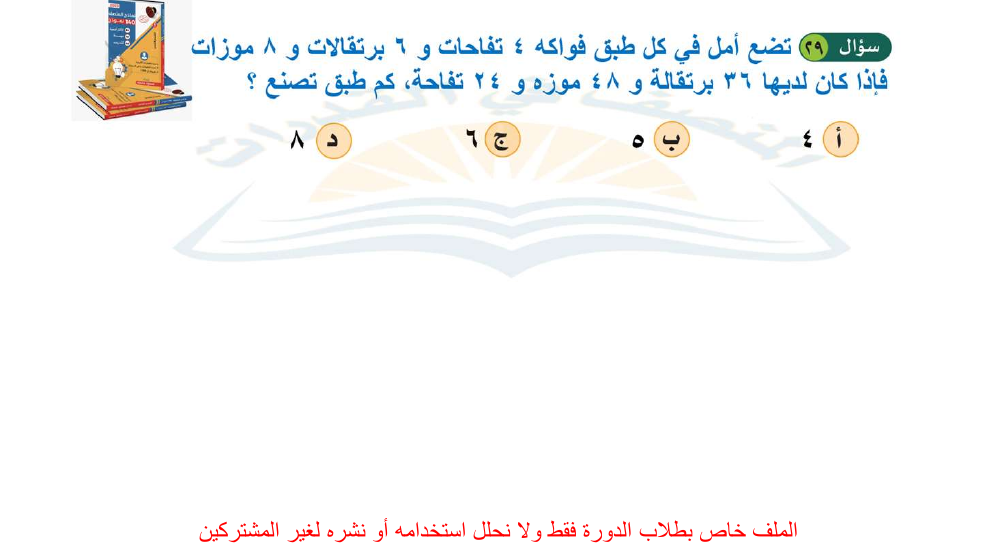 سؤال ٢٩ تضع أمل في كل طبق فواكه ٤ تفاحات و ٦ برتقالات و ٨ موزات
فإذا كان لديها ٣٦ برتقالة و ٤٨ موزه و ٢٤ تفاحة، كم طبق تصنع ؟
أ ٤ ب ٥ ج ٦ د ٨
الملف خاص بطلاب الدورة فقط ولا نحلل استخدامه أو نشره لغير المشتركين